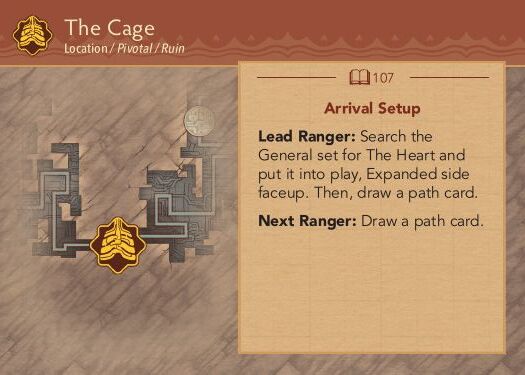 The Cage
Location / Pivotal / Ruin
107
Arrival Setup
Lead Ranger: Search the
General set for The Heart and
put it into play, Expanded side
faceup. Then, draw a path card.
Next Ranger: Draw a path card.